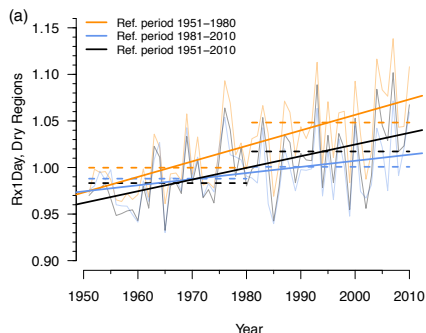 (a)
Ref. period 1951−1980
Ref. period 1981−2010
Ref. period 1951−2010
Rx1Day, Dry Regions
1.15
1.10
1.05
1.00
0.95
0.90
1950 1960 1970 1980 1990 2000 2010
Year